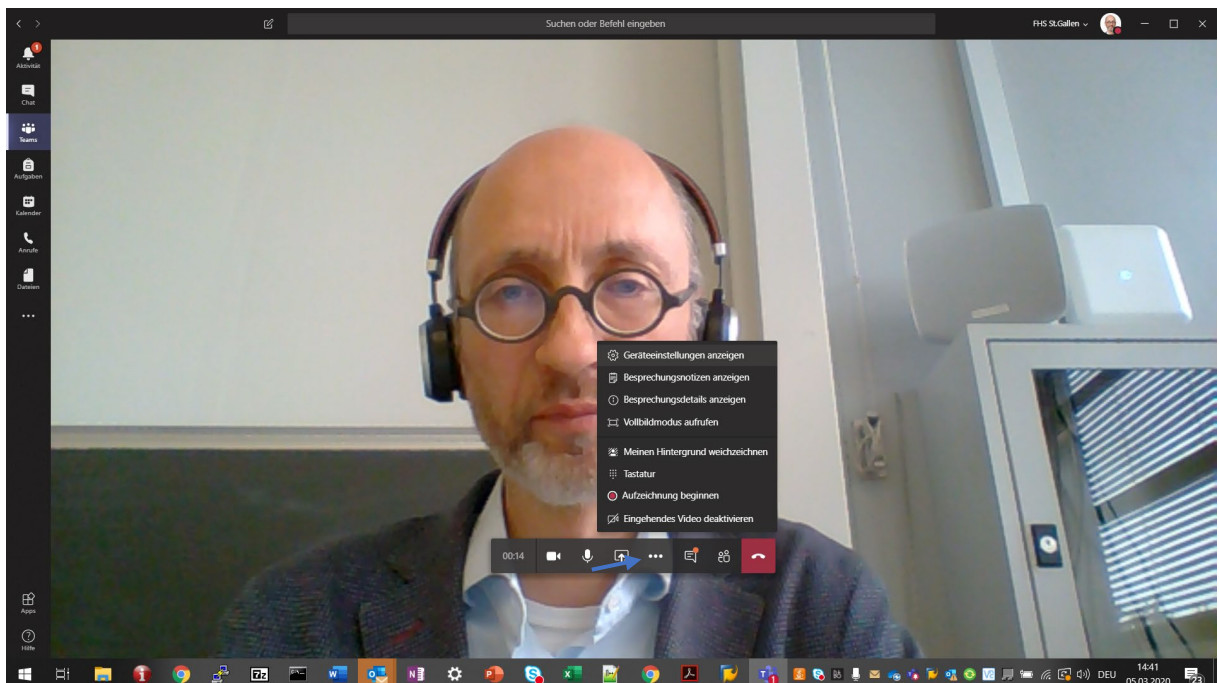 Suchen oder Befehl eingeben
FHS St.Gallen
1
Aktivität
Chat
Teams
Aufgaben
Kalender
Anrufe
Dateien
Geräteeinstellungen anzeigen
Besprechungsnotizen anzeigen
Besprechungsdetails anzeigen
Vollbildmodus aufrufen
Meinen Hintergrund weichzeichnen
Tastatur
Aufzeichnung beginnen
Eingehendes Video deaktivieren
00:14
Apps
Hilfe
DEU
14:41
05.03.2020
23